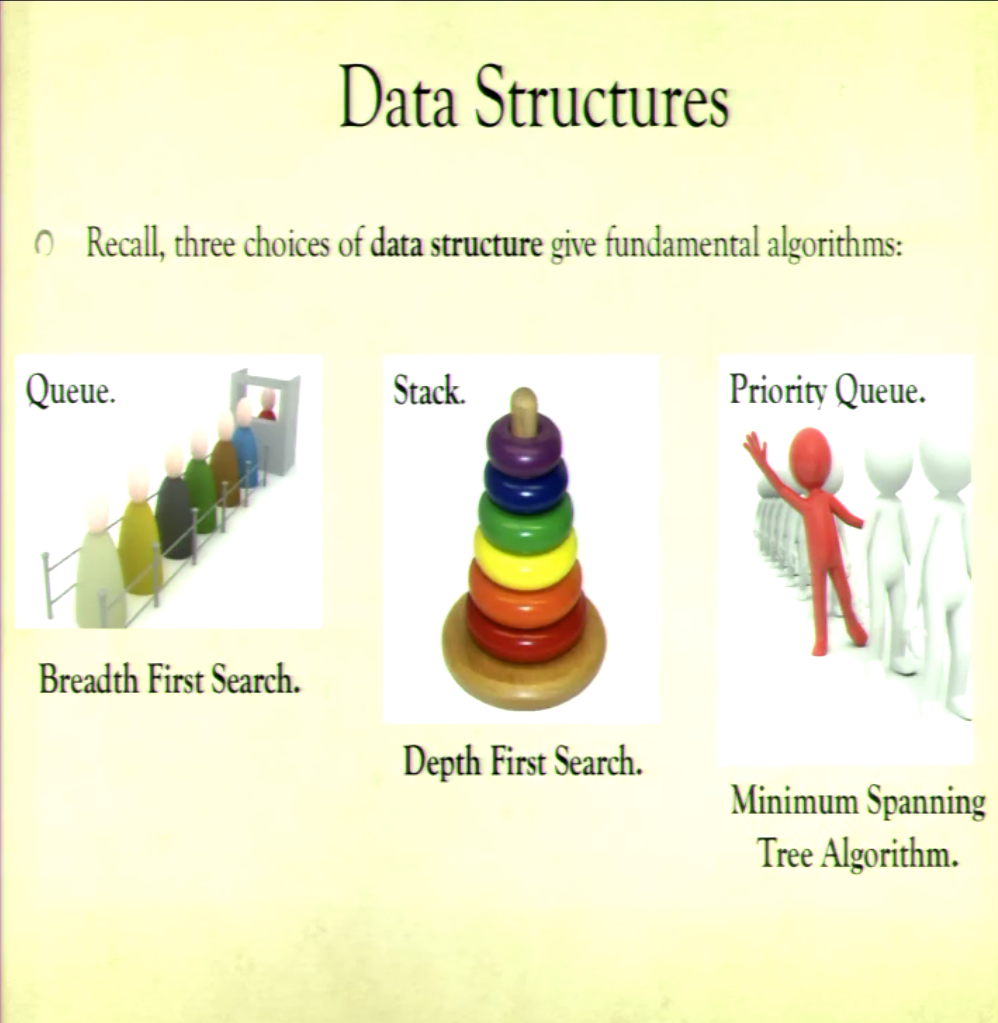 Data Structures
Recall, three choices of data structure give fundamental algorithms:
Queue.
Breadth First Search.
Stack.
Depth First Search.
Priority Queue.
Minimum Spanning
Tree Algorithm.